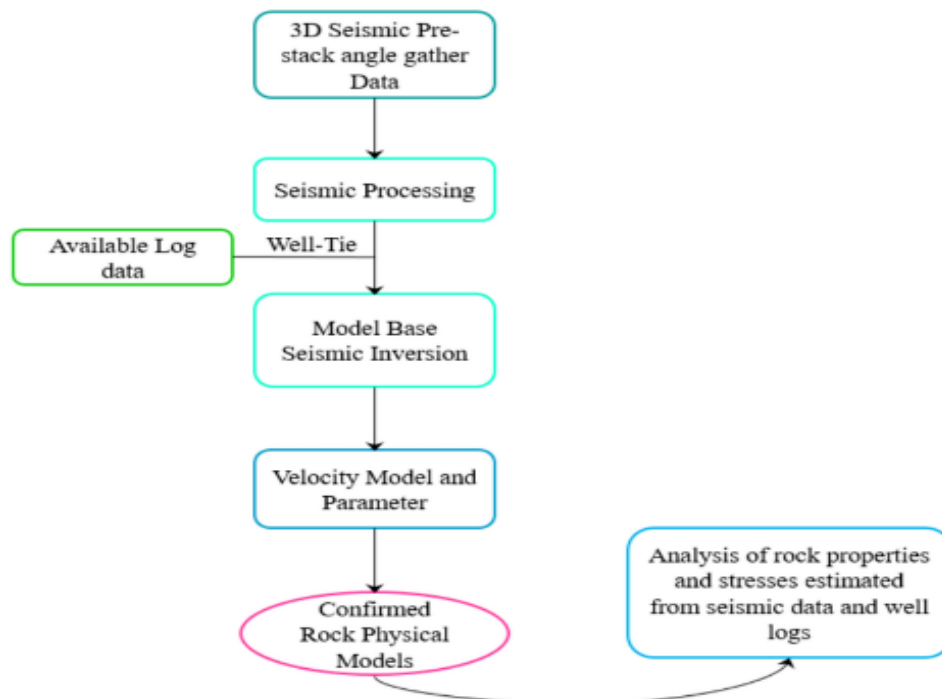 3D Seismic Pre-
stack angle gather
Data
Seismic Processing
Available Log
data
Well-Tie
Model Base
Seismic Inversion
Velocity Model and
Parameter
Confirmed
Rock Physical
Models
Analysis of rock properties
and stresses estimated
from seismic data and well
logs